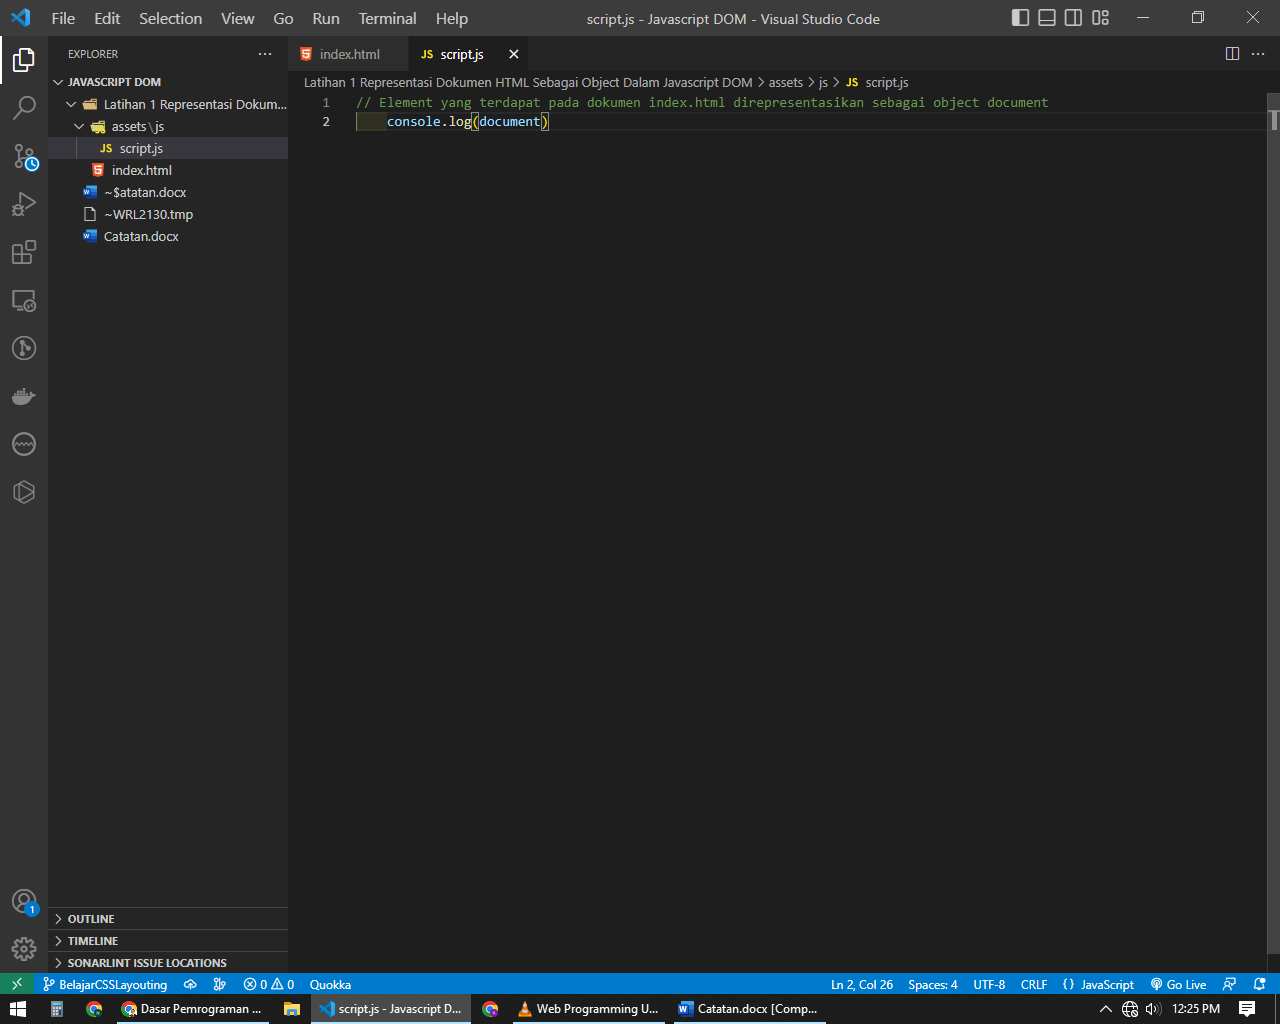 File Edit Selection View Go Run Terminal Help script.js - Javascript DOM - Visual Studio Code
EXPLORER
JAVASCRIPT DOM
Latihan 1 Representasi Dokum...
assets\js
JS script.js
index.html
~$atatan.docx
~WRL2130.tmp
Catatan.docx
index.html JS script.js
Latihan 1 Representasi Dokumen HTML Sebagai Object Dalam Javascript DOM > assets > js > JS script.js
1 // Element yang terdapat pada dokumen index.html direpresentasikan sebagai object document
2 console.log(document)
1
OUTLINE
TIMELINE
SONARLINT ISSUE LOCATIONS
BelajarCSSLayouting 0 0 Quokka Ln 2, Col 26 Spaces: 4 UTF-8 CRLF {} JavaScript Go Live
Dasar Pemrograman ... script.js - Javascript D... Web Programming U... Catatan.docx [Comp... 12:25 PM